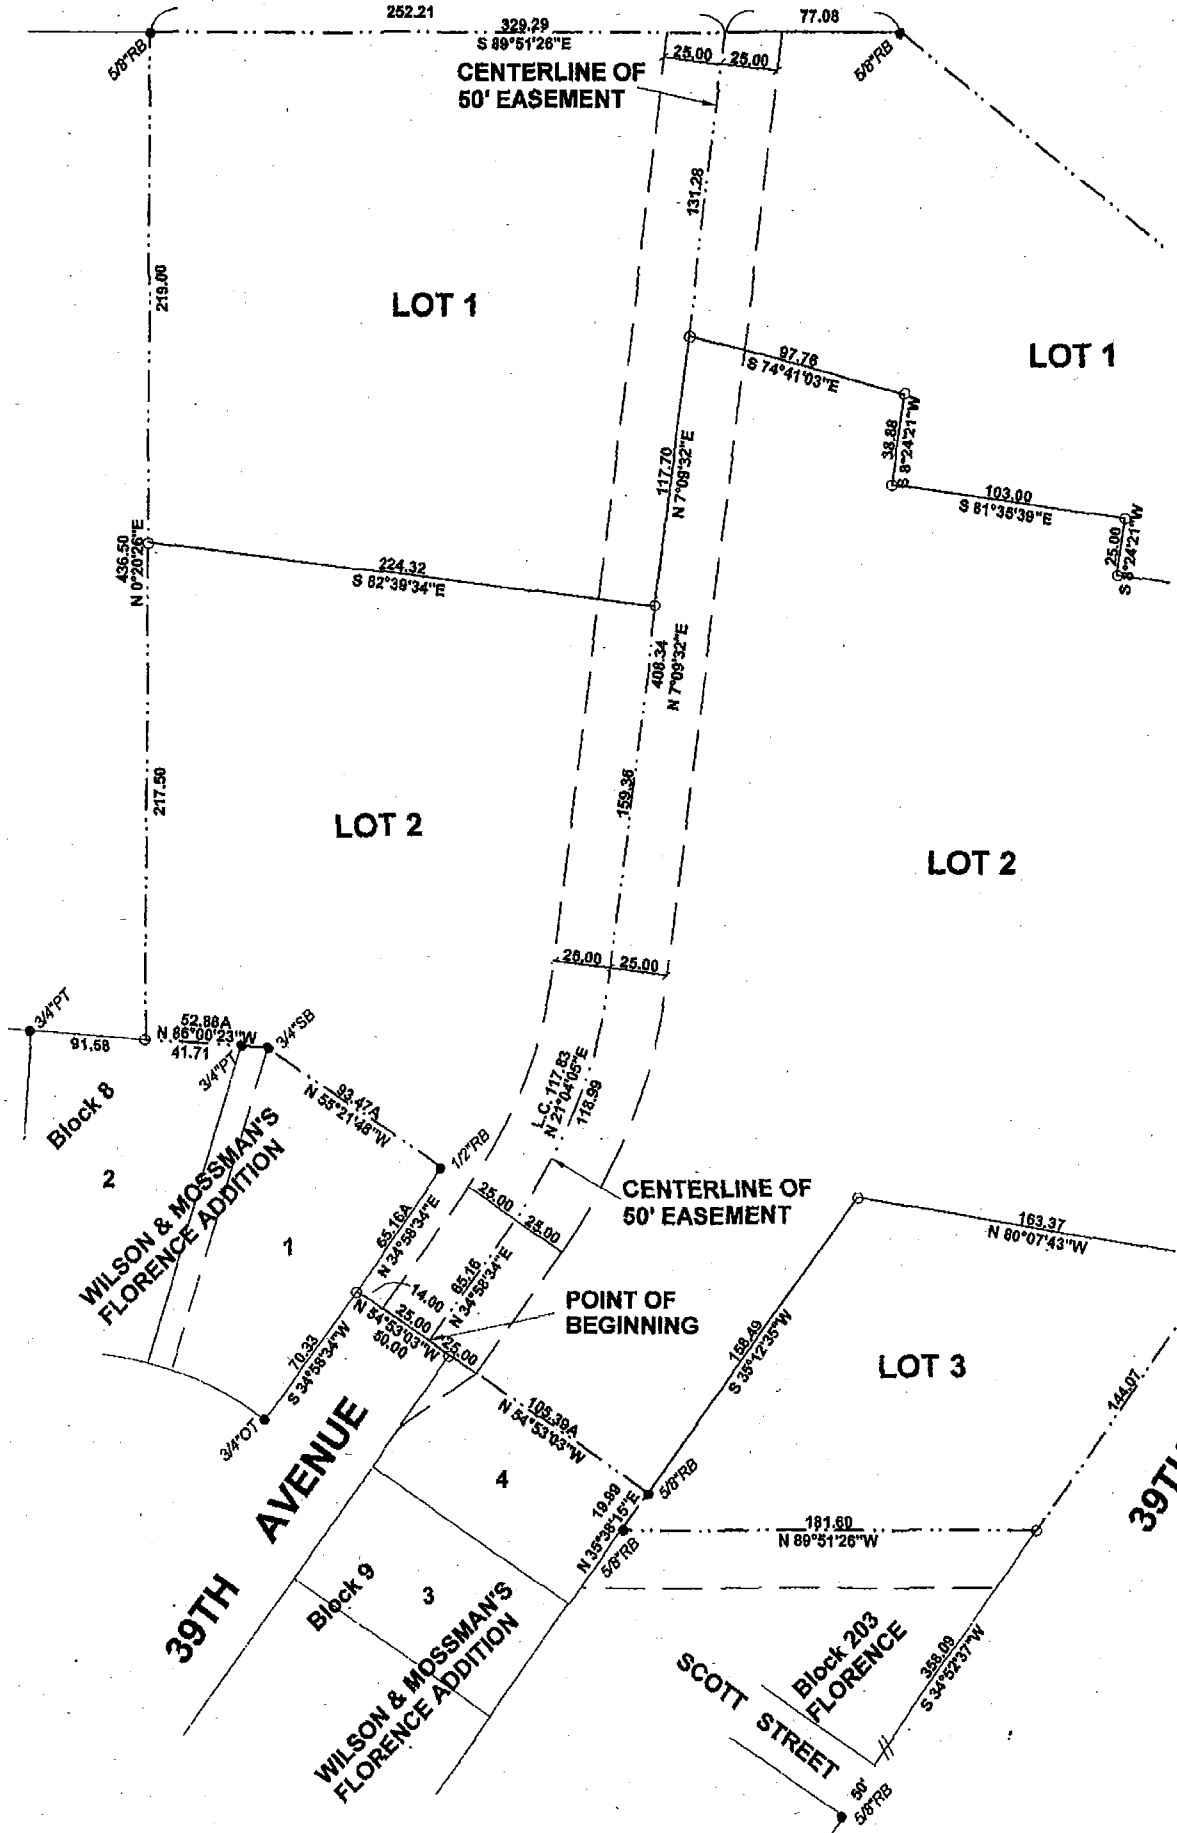 252.21
329.29
S 89°51'26"E
77.08
5/8"RB
5/8"RB
25.00
25.00
CENTERLINE OF
50' EASEMENT
131.28
219.00
LOT 1
LOT 1
97.76
S 74°41'03"E
38.88
S 8°24'21"W
117.70
N 7°09'32"E
103.00
S 81°35'39"E
25.00
S 8°24'21"W
436.50
N 0°20'26"E
224.32
S 82°39'34"E
408.34
N 7°09'32"E
217.50
159.36
LOT 2
LOT 2
25.00
25.00
3/4"PT
91.58
52.88A
N 86°00'23"W
41.71
3/4"PT
3/4"SB
Block 8
93.47A
N 55°21'48"W
L.C. 117.83
N 21°04'05"E
118.99
1/2"RB
2
WILSON & MOSSMAN'S
FLORENCE ADDITION
1
65.16A
N 34°58'34"E
25.00
25.00
CENTERLINE OF
50' EASEMENT
163.37
N 80°07'43"W
65.16
N 34°58'34"E
14.00
25.00
25.00
N 54°53'03"W
50.00
POINT OF
BEGINNING
70.33
S 34°58'34"W
158.49
S 35°12'35"W
LOT 3
144.07
3/4"OT
105.39A
N 54°53'03"W
39TH AVENUE
4
19.99
N 35°38'15"E
5/8"RB
5/8"RB
181.60
N 89°51'26"W
39TH
Block 9
3
WILSON & MOSSMAN'S
FLORENCE ADDITION
Block 203
FLORENCE
358.09
S 34°52'37"W
SCOTT STREET
50'
5/8"RB